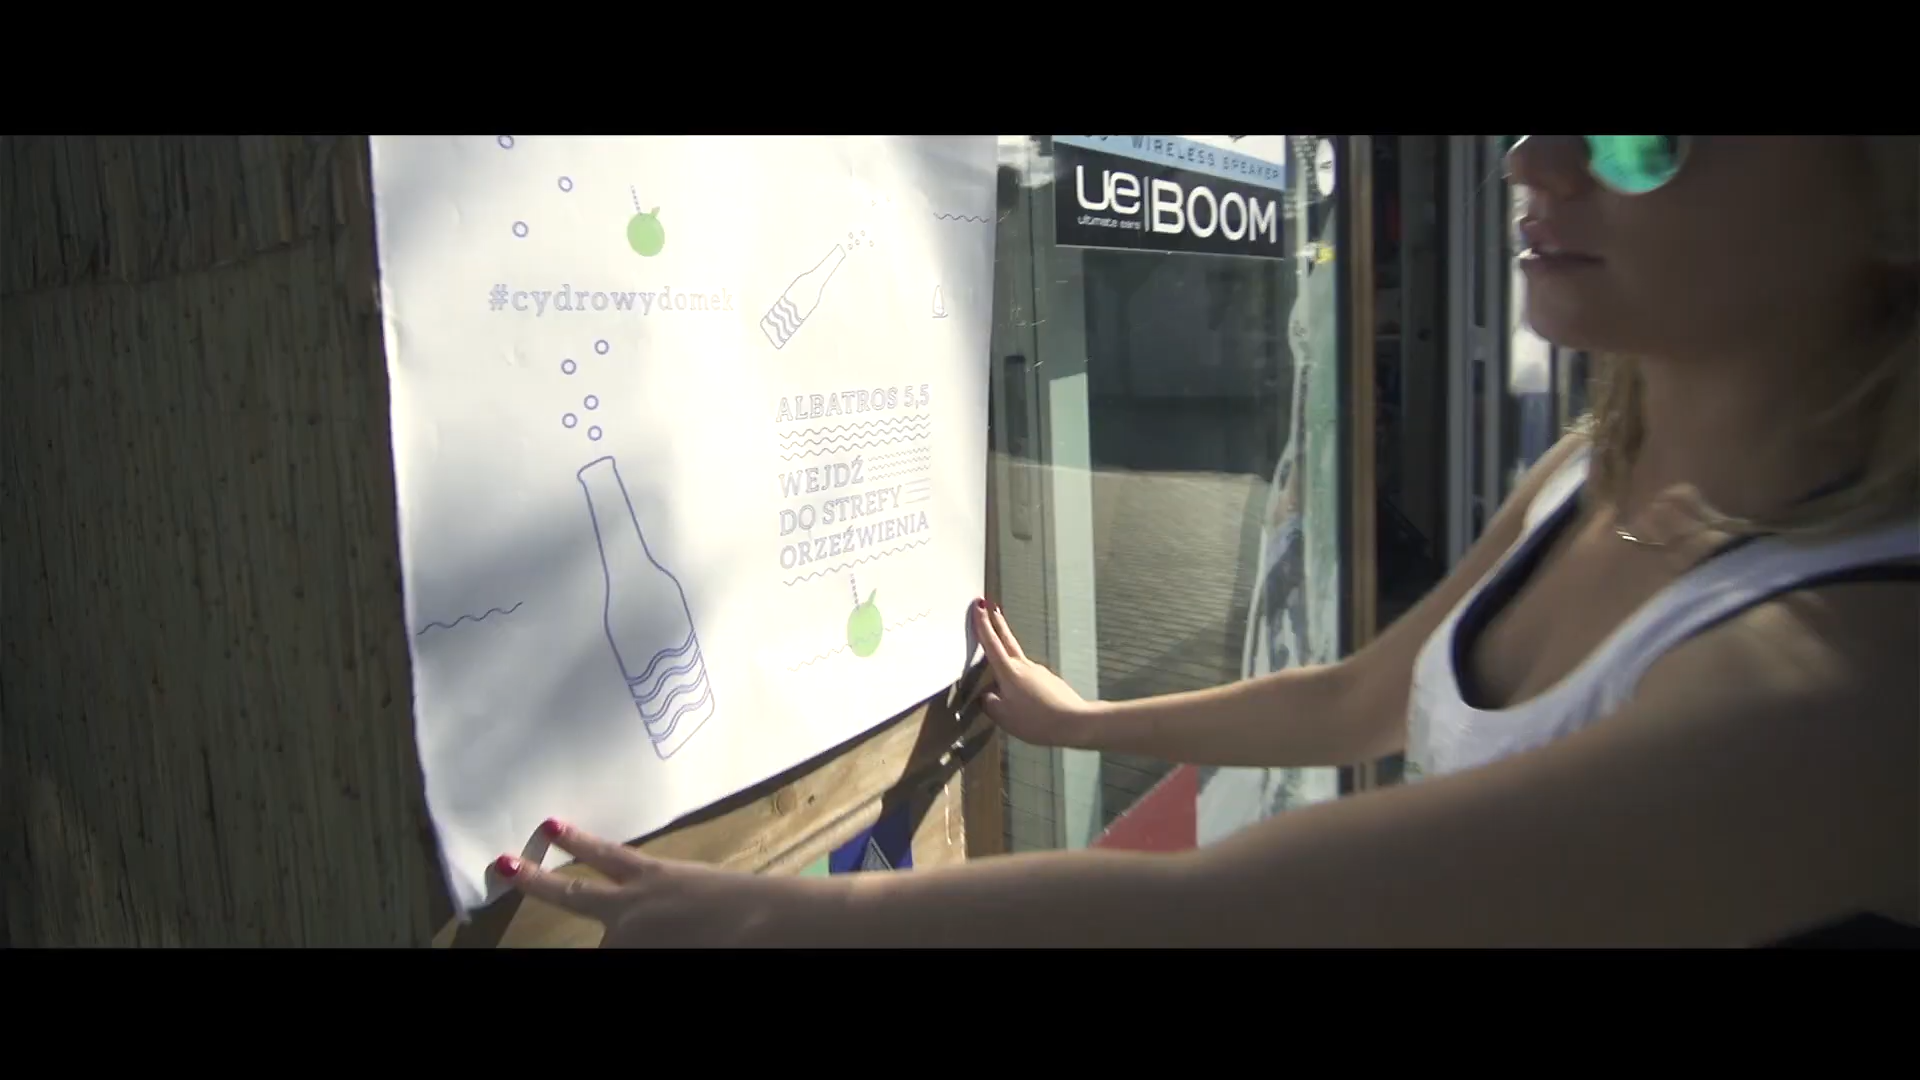 #cydrowydomek
ALBATROS 5,5
WEJDŹ
DO STREFY
ORZEŹWIENIA
WIRELESS SPEAKER
ue BOOM
ultimate ears